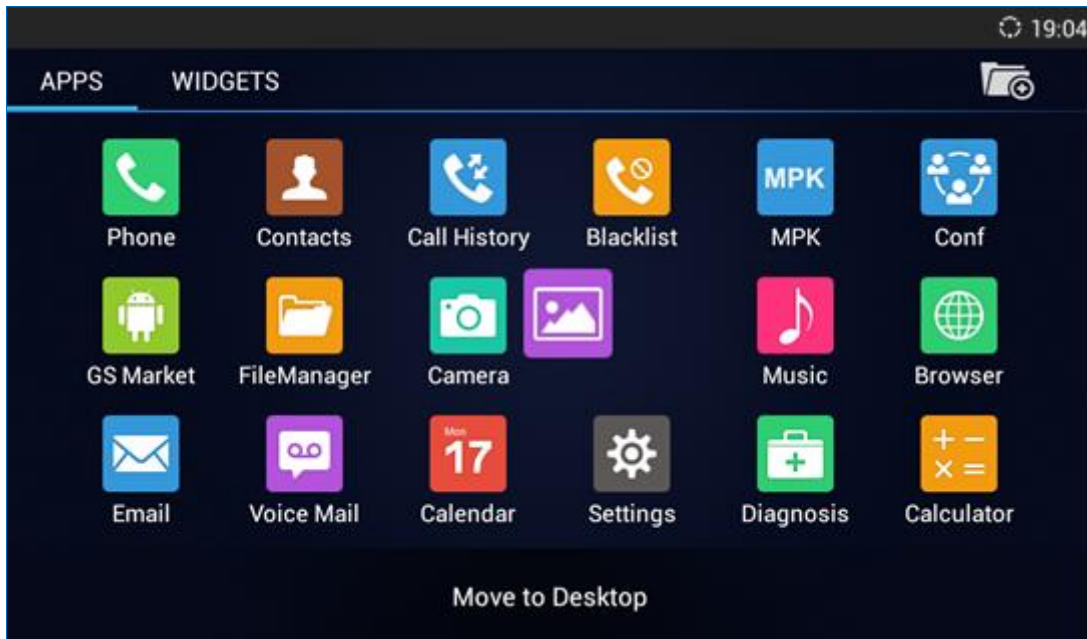 19:04
APPS WIDGETS
MPK
Phone Contacts Call History Blacklist MPK Conf
GS Market FileManager Camera Music Browser
Mon
17
Email Voice Mail Calendar Settings Diagnosis Calculator
Move to Desktop